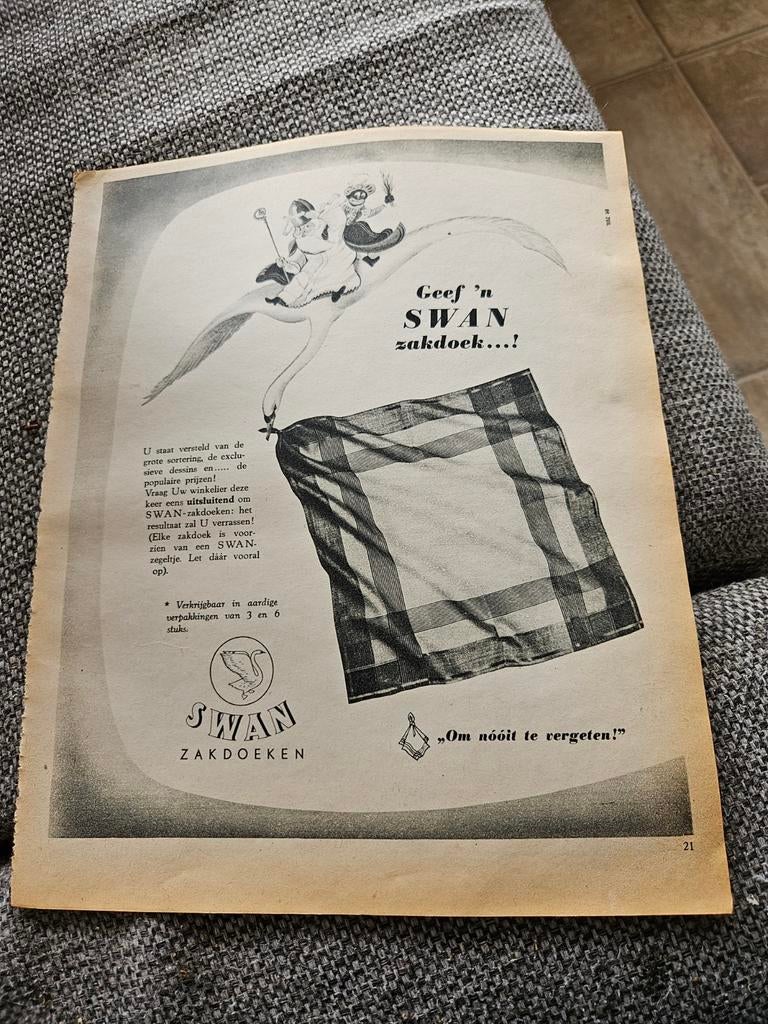 Geef 'n
SWAN
zakdoek...!
U staat versteld van de
grote sortering, de exclu-
sieve dessins en..... de
populaire prijzen!
Vraag Uw winkelier deze
keer eens uitsluitend om
SWAN-zakdoeken: het
resultaat zal U verrassen!
(Elke zakdoek is voor-
zien van een SWAN-
zegeltje. Let dáár vooral
op).
* Verkrijgbaar in aardige
verpakkingen van 3 en 6
stuks.
SWAN
ZAKDOEKEN
„Om nóóit te vergeten!”
21